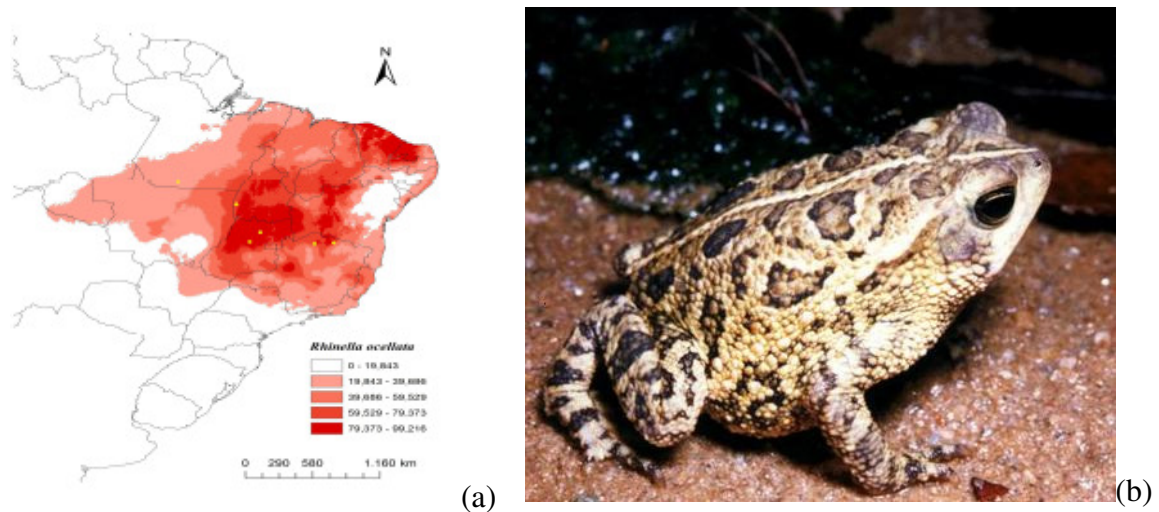 N
Rhinella ocellata
0 - 19,843
19,843 - 39,686
39,686 - 59,529
59,529 - 79,373
79,373 - 99,216
0 290 580 1.160 km
(a)
(b)